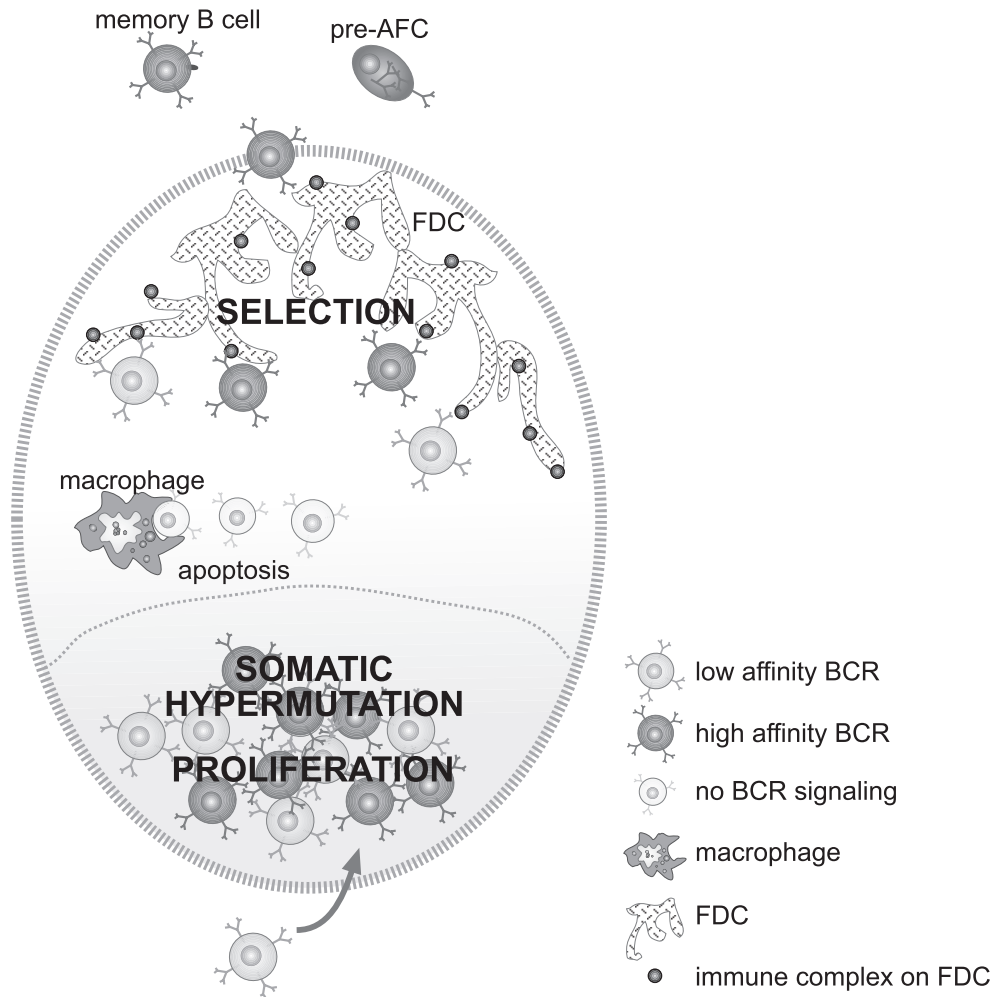 memory B cell
pre-AFC
FDC
SELECTION
macrophage
apoptosis
SOMATIC
HYPERMUTATION
PROLIFERATION
low affinity BCR
high affinity BCR
no BCR signaling
macrophage
FDC
immune complex on FDC